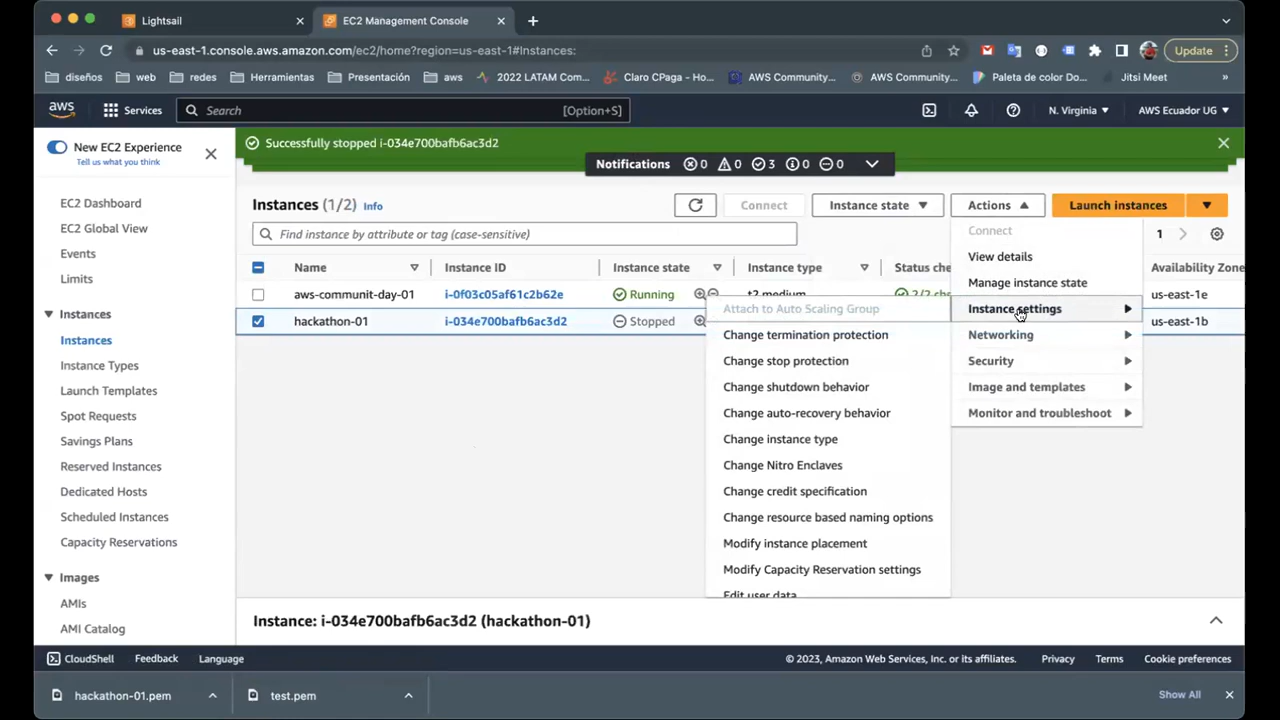 Lightsail
EC2 Management Console
us-east-1.console.aws.amazon.com/ec2/home?region=us-east-1#Instances:
Update
diseños
web
redes
Herramientas
Presentación
aws
2022 LATAM Com...
Claro CPaga - Ho...
AWS Community...
AWS Community...
Paleta de color Do...
Jitsi Meet
»
aws
Services
Search
[Option+S]
N. Virginia
AWS Ecuador UG
New EC2 Experience
Tell us what you think
Successfully stopped i-034e700bafb6ac3d2
Notifications 0 0 3 0 0
EC2 Dashboard
EC2 Global View
Events
Limits
Instances
Instances
Instance Types
Launch Templates
Spot Requests
Savings Plans
Reserved Instances
Dedicated Hosts
Scheduled Instances
Capacity Reservations
Images
AMIs
AMI Catalog
Instances (1/2) Info
Connect
Instance state
Actions
Launch instances
Find instance by attribute or tag (case-sensitive)
1
Name
Instance ID
Instance state
Instance type
Status che
Availability Zone
aws-communit-day-01
i-0f03c05af61c2b62e
Running
t2.medium
us-east-1e
hackathon-01
i-034e700bafb6ac3d2
Stopped
us-east-1b
Connect
View details
Manage instance state
Instance settings
Networking
Security
Image and templates
Monitor and troubleshoot
Attach to Auto Scaling Group
Change termination protection
Change stop protection
Change shutdown behavior
Change auto-recovery behavior
Change instance type
Change Nitro Enclaves
Change credit specification
Change resource based naming options
Modify instance placement
Modify Capacity Reservation settings
Edit user data
Instance: i-034e700bafb6ac3d2 (hackathon-01)
CloudShell
Feedback
Language
© 2023, Amazon Web Services, Inc. or its affiliates.
Privacy
Terms
Cookie preferences
hackathon-01.pem
test.pem
Show All